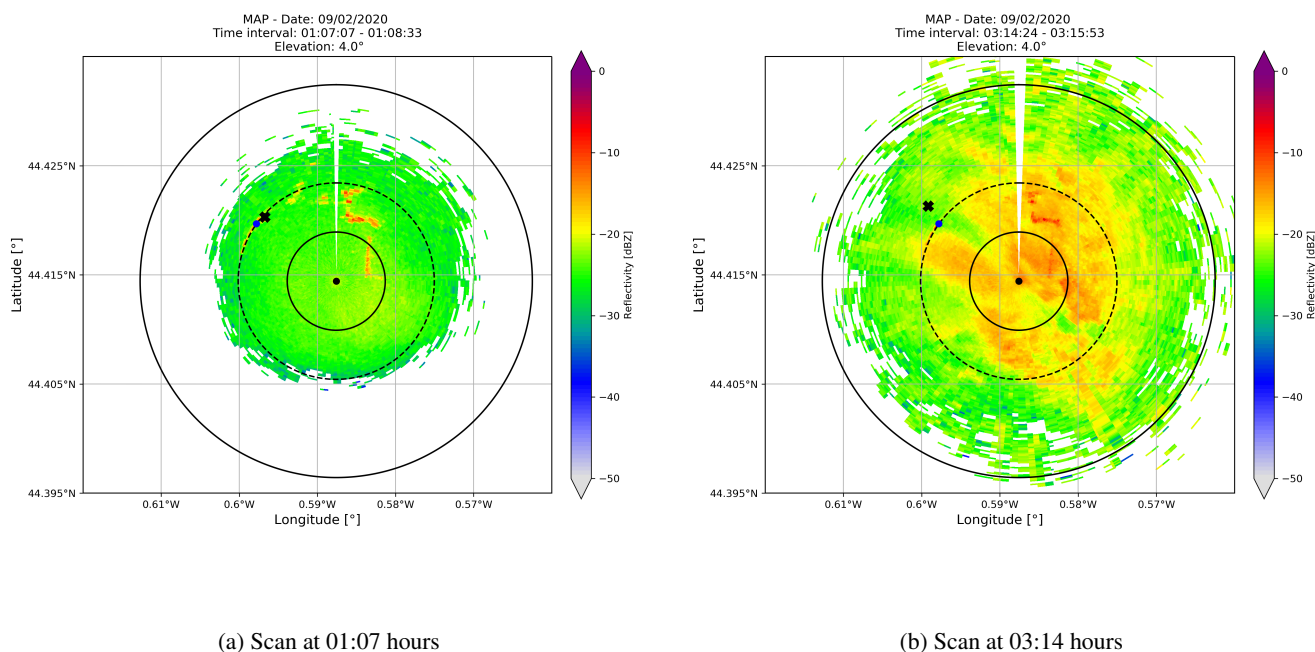 MAP - Date: 09/02/2020
Time interval: 01:07:07 - 01:08:33
Elevation: 4.0°
44.425°N
44.415°N
44.405°N
44.395°N
Latitude [°]
0.61°W 0.6°W 0.59°W 0.58°W 0.57°W
Longitude [°]
0
−10
−20
−30
−40
−50
Reflectivity [dBZ]
(a) Scan at 01:07 hours
MAP - Date: 09/02/2020
Time interval: 03:14:24 - 03:15:53
Elevation: 4.0°
44.425°N
44.415°N
44.405°N
44.395°N
Latitude [°]
0.61°W 0.6°W 0.59°W 0.58°W 0.57°W
Longitude [°]
0
−10
−20
−30
−40
−50
Reflectivity [dBZ]
(b) Scan at 03:14 hours